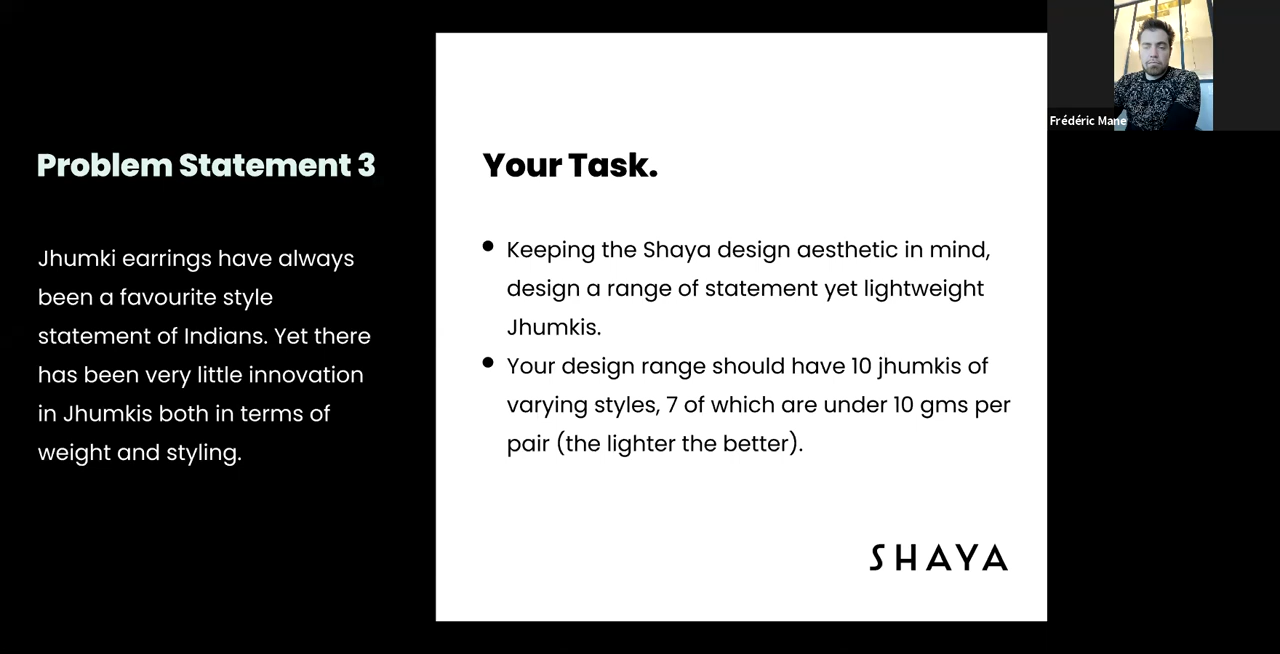 Problem Statement 3
Jhumki earrings have always
been a favourite style
statement of Indians. Yet there
has been very little innovation
in Jhumkis both in terms of
weight and styling.
Your Task.
Keeping the Shaya design aesthetic in mind,
design a range of statement yet lightweight
Jhumkis.
Your design range should have 10 jhumkis of
varying styles, 7 of which are under 10 gms per
pair (the lighter the better).
SHAYA
Frédéric Mane